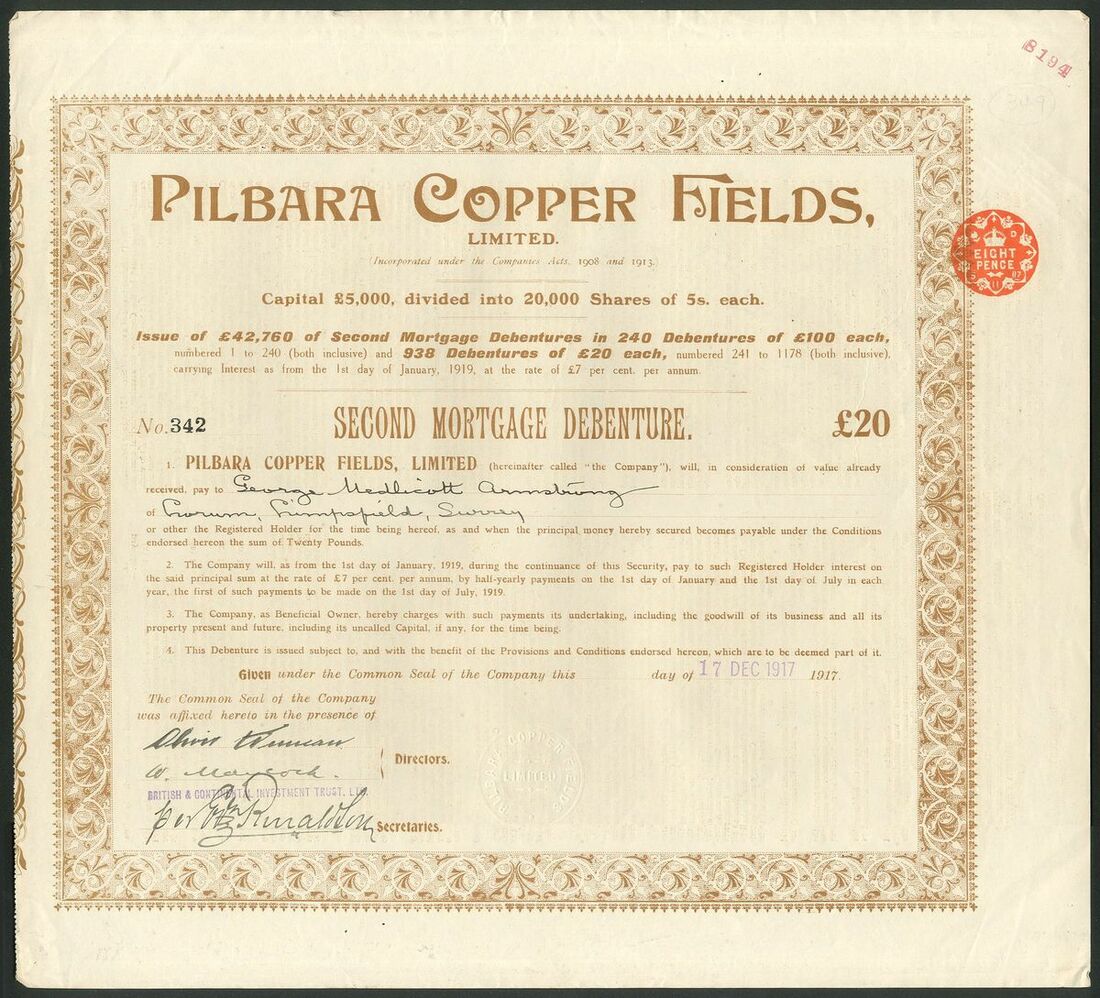 B194
(309)
PILBARA COPPER FIELDS,
LIMITED.
(Incorporated under the Companies Acts, 1908 and 1913.)
EIGHT
PENCE
Capital £5,000, divided into 20,000 Shares of 5s. each.
Issue of £42,760 of Second Mortgage Debentures in 240 Debentures of £100 each,
numbered 1 to 240 (both inclusive) and 938 Debentures of £20 each, numbered 241 to 1178 (both inclusive),
carrying Interest as from the 1st day of January, 1919, at the rate of £7 per cent. per annum.
No. 342 SECOND MORTGAGE DEBENTURE. £20
1. PILBARA COPPER FIELDS, LIMITED (hereinafter called "the Company"), will, in consideration of value already
received, pay to George Medlicott Armstrong
of Limpsfield, Surrey
or other the Registered Holder for the time being hereof, as and when the principal money hereby secured becomes payable under the Conditions
endorsed hereon the sum of Twenty Pounds.
2. The Company will, as from the 1st day of January, 1919, during the continuance of this Security, pay to such Registered Holder interest on
the said principal sum at the rate of £7 per cent. per annum, by half-yearly payments on the 1st day of January and the 1st day of July in each
year, the first of such payments to be made on the 1st day of July, 1919.
3. The Company, as Beneficial Owner, hereby charges with such payments its undertaking, including the goodwill of its business and all its
property present and future, including its uncalled Capital, if any, for the time being.
4. This Debenture is issued subject to, and with the benefit of the Provisions and Conditions endorsed hereon, which are to be deemed part of it.
Given under the Common Seal of the Company this day of 17 DEC 1917 1917.
The Common Seal of the Company
was affixed hereto in the presence of
W. Maycock.
Directors.
PILBARA COPPER FIELDS
LIMITED
BRITISH & CONTINENTAL INVESTMENT TRUST. LTD
per
Secretaries.